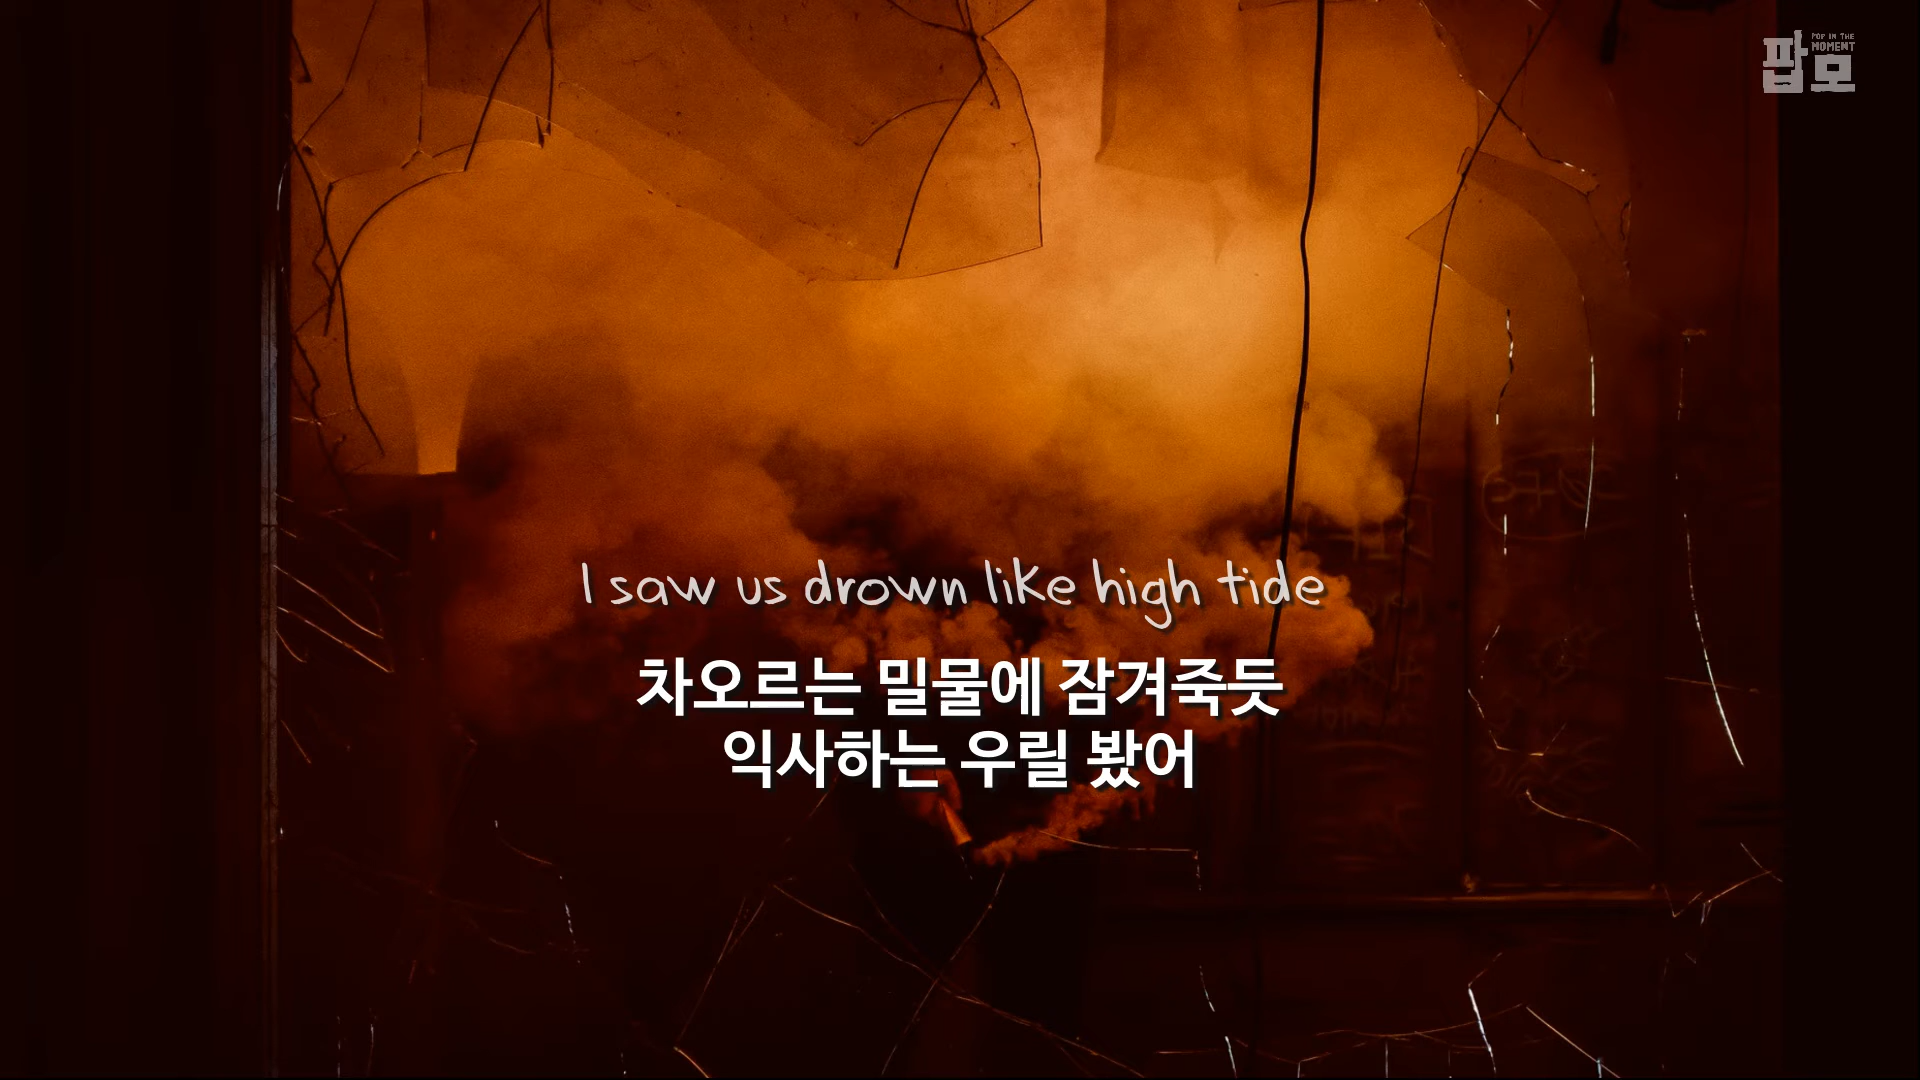 팝모
POP IN THE
MOMENT
I saw us drown like high tide
차오르는 밀물에 잠겨죽듯
익사하는 우릴 봤어